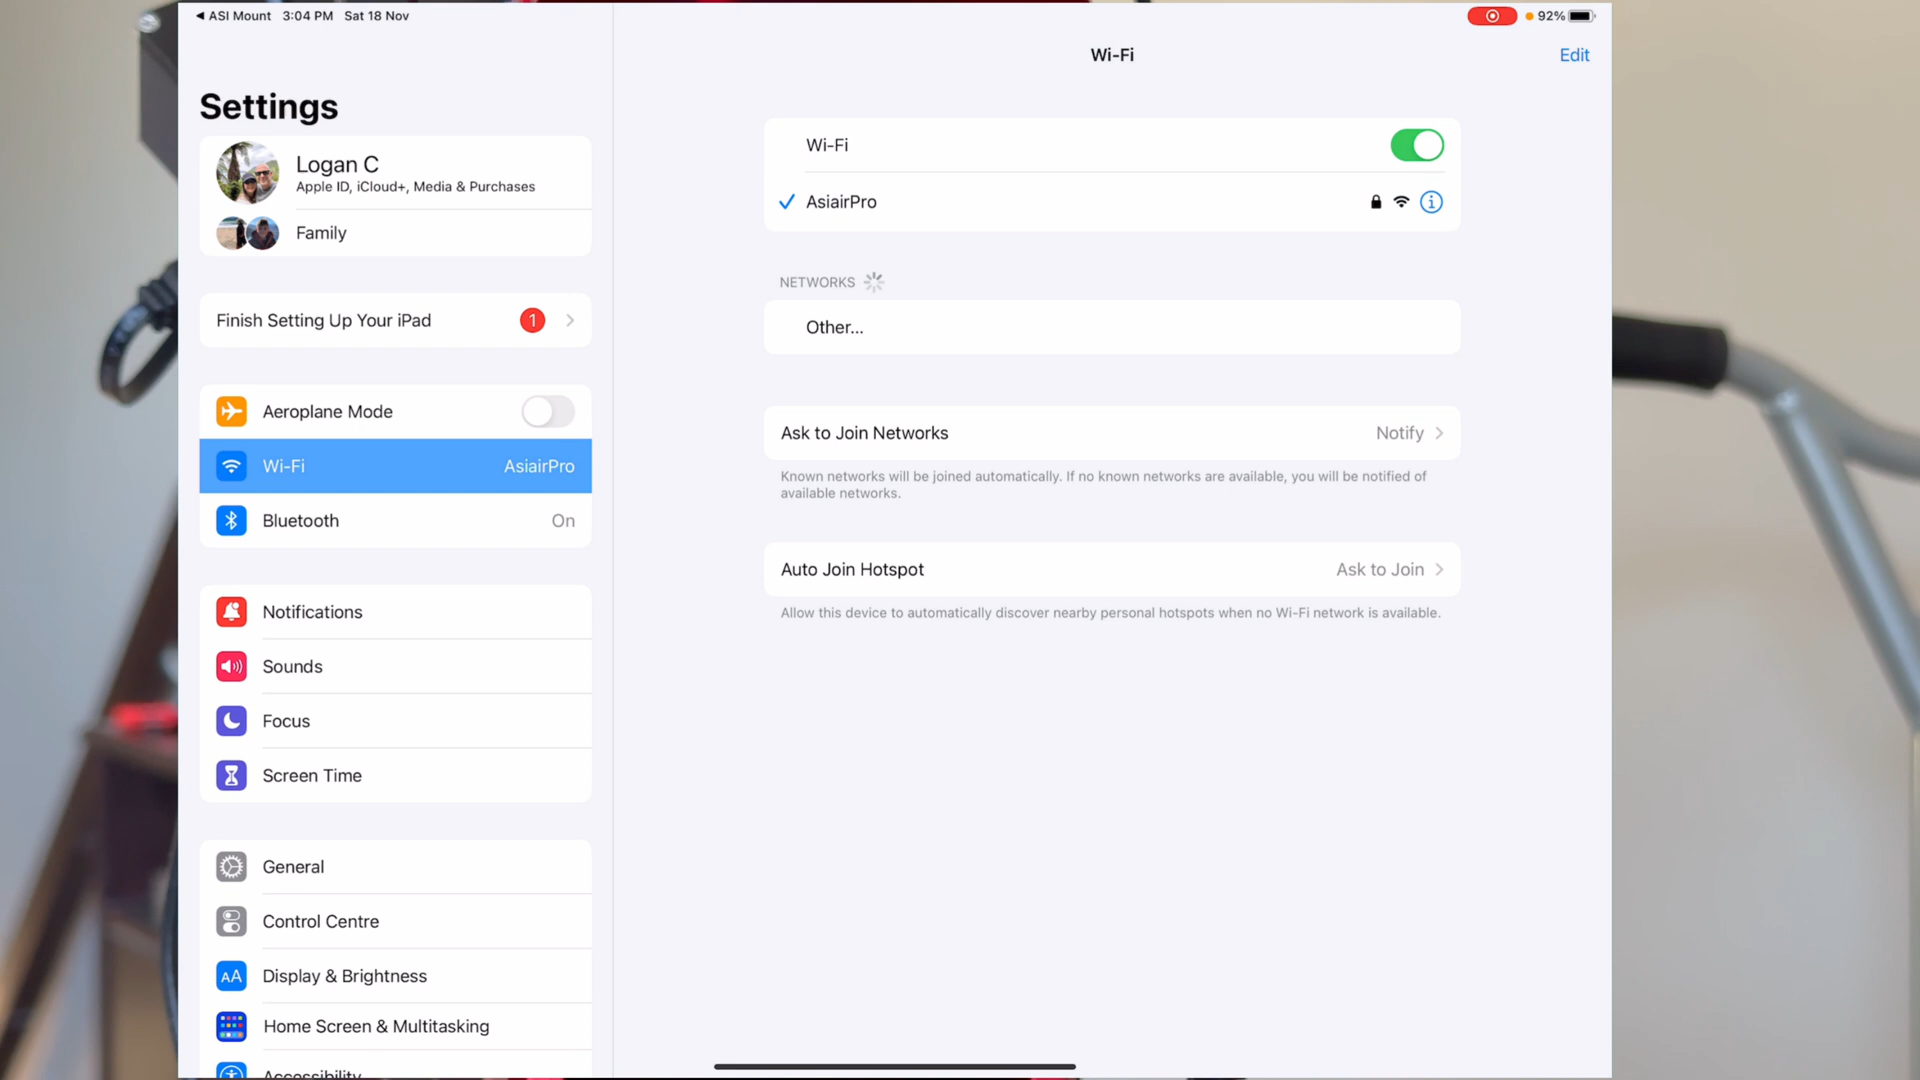 ◀ ASI Mount 3:04 PM Sat 18 Nov
92%
Wi-Fi
Edit
Settings
Logan C
Apple ID, iCloud+, Media & Purchases
Family
Finish Setting Up Your iPad 1
Aeroplane Mode
Wi-Fi AsiairPro
Bluetooth On
Notifications
Sounds
Focus
Screen Time
General
Control Centre
AA Display & Brightness
Home Screen & Multitasking
Accessibility
Wi-Fi
AsiairPro
NETWORKS
Other...
Ask to Join Networks Notify
Known networks will be joined automatically. If no known networks are available, you will be notified of
available networks.
Auto Join Hotspot Ask to Join
Allow this device to automatically discover nearby personal hotspots when no Wi-Fi network is available.